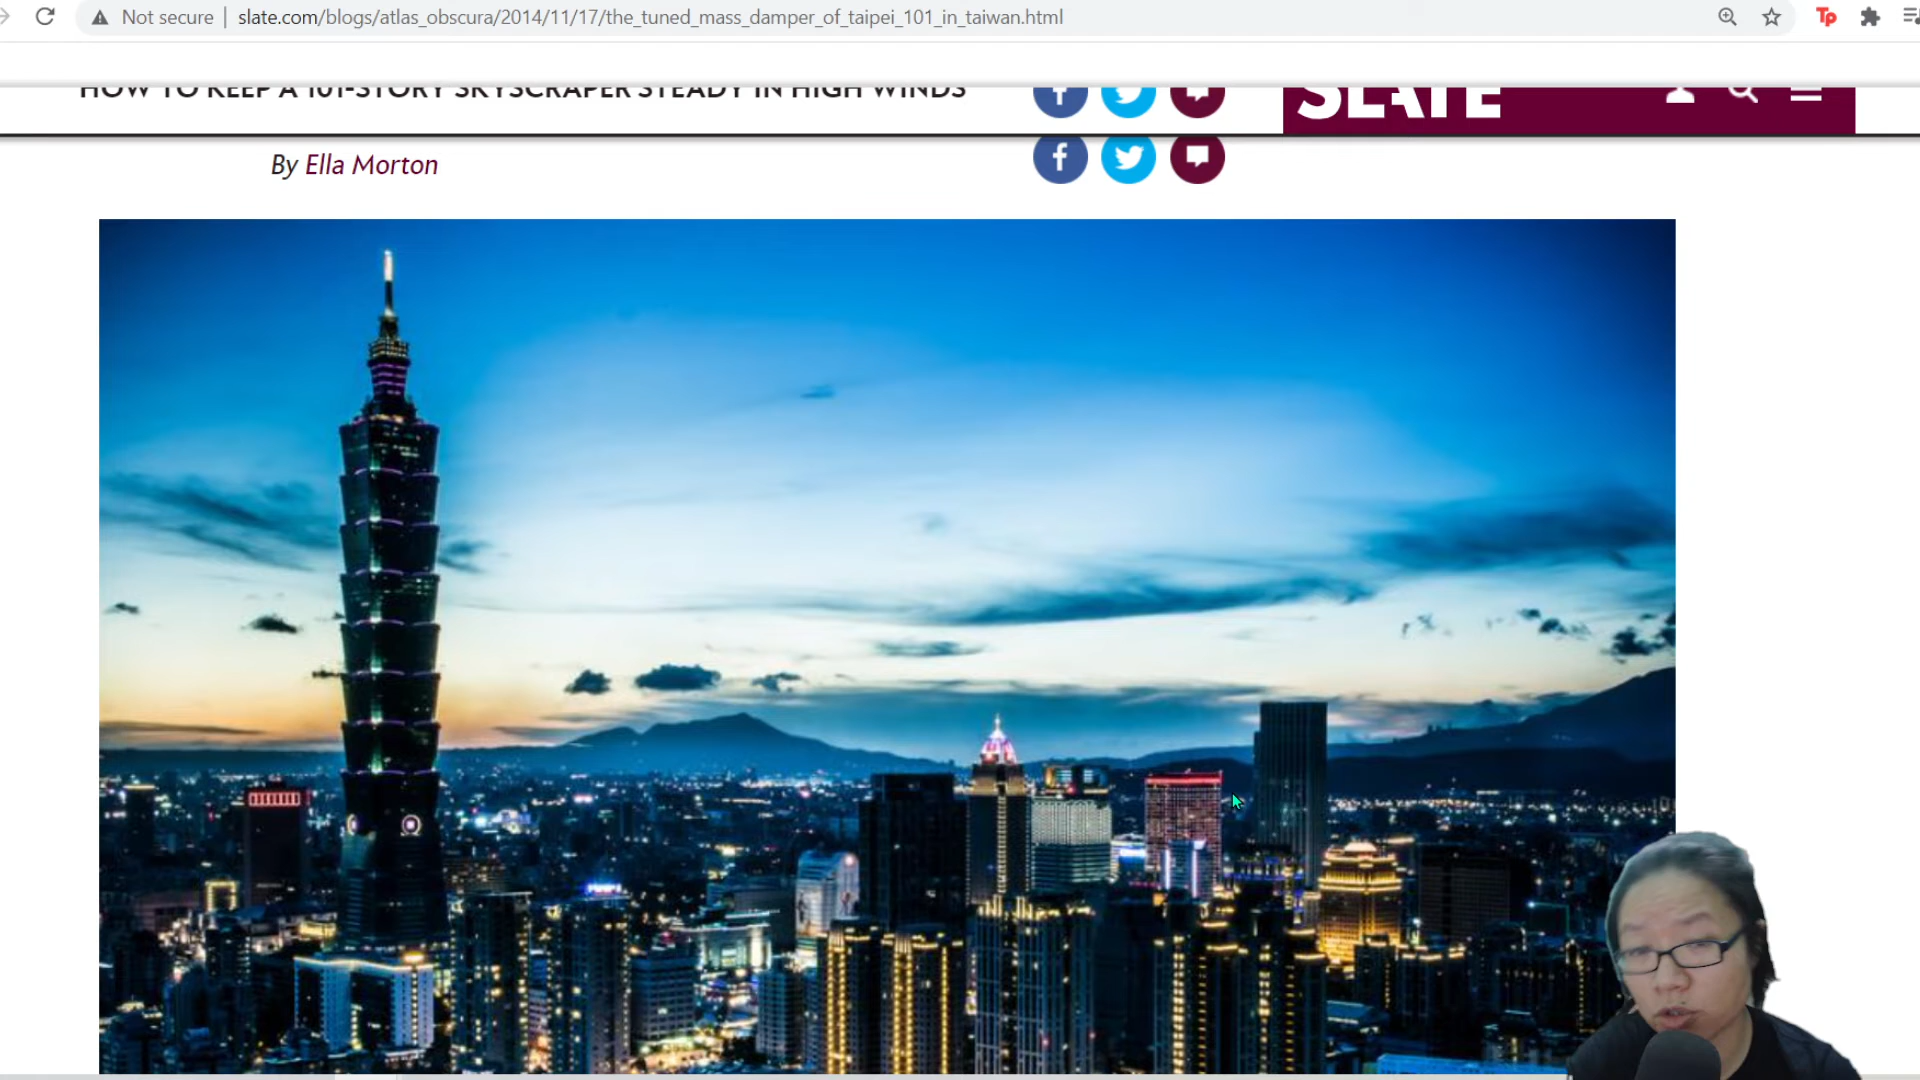 Not secure
slate.com/blogs/atlas_obscura/2014/11/17/the_tuned_mass_damper_of_taipei_101_in_taiwan.html
Tp
HOW TO KEEP A 101-STORY SKYSCRAPER STEADY IN HIGH WINDS
SLATE
By Ella Morton